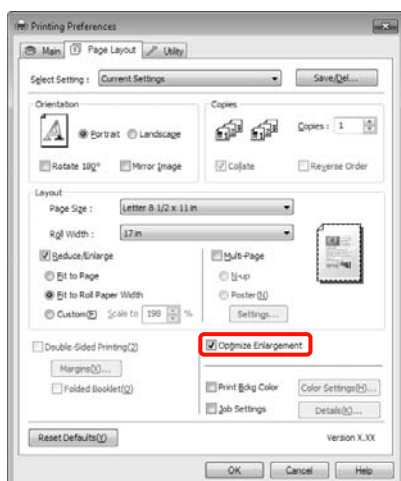 Printing Preferences
Main Page Layout Utility
Select Setting : Current Settings Save/Del...
Orientation Copies
A Portrait Landscape Copies : 1
Rotate 180° Mirror Image Collate Reverse Order
Layout
Page Size : Letter 8 1/2 x 11 in
Roll Width : 17 in
Reduce/Enlarge Multi-Page
Fit to Page N-up
Fit to Roll Paper Width Poster(N)
Custom(F) Scale to 198 % Settings...
Double-Sided Printing(2) Optimize Enlargement
Margins(X)...
Folded Booklet(Q) Print Bckg Color Color Settings(H)...
Job Settings Details(K)...
Reset Defaults(Y) Version X.XX
OK Cancel Help